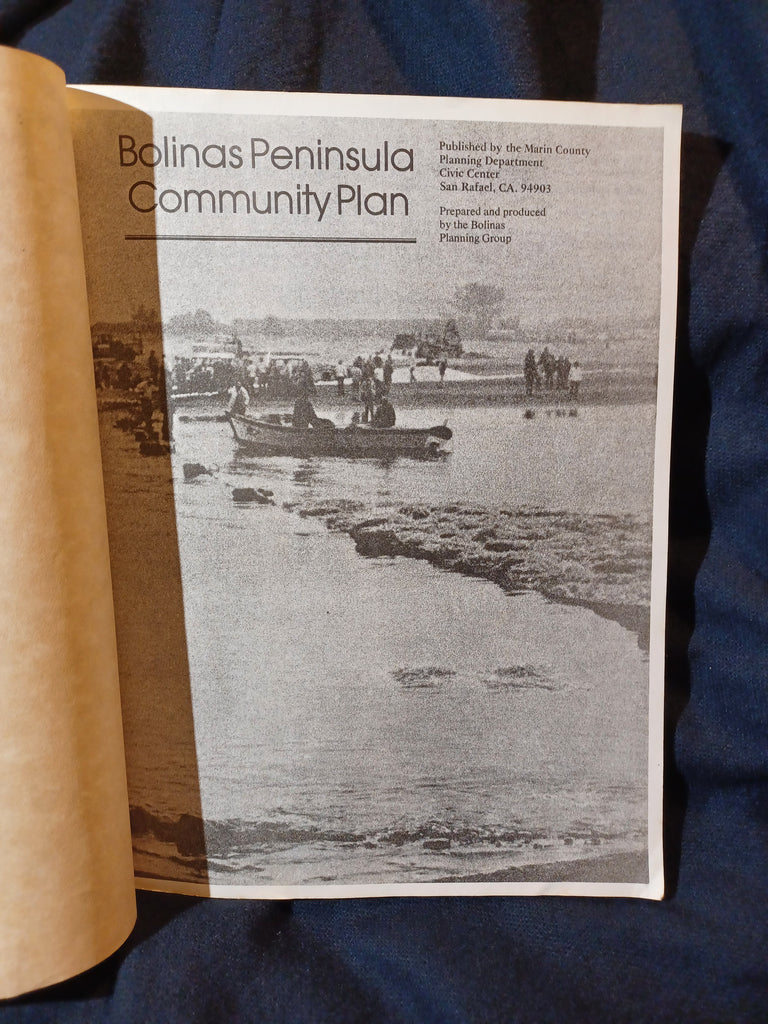 Bolinas Peninsula
Community Plan
Published by the Marin County
Planning Department
Civic Center
San Rafael, CA. 94903
Prepared and produced
by the Bolinas
Planning Group